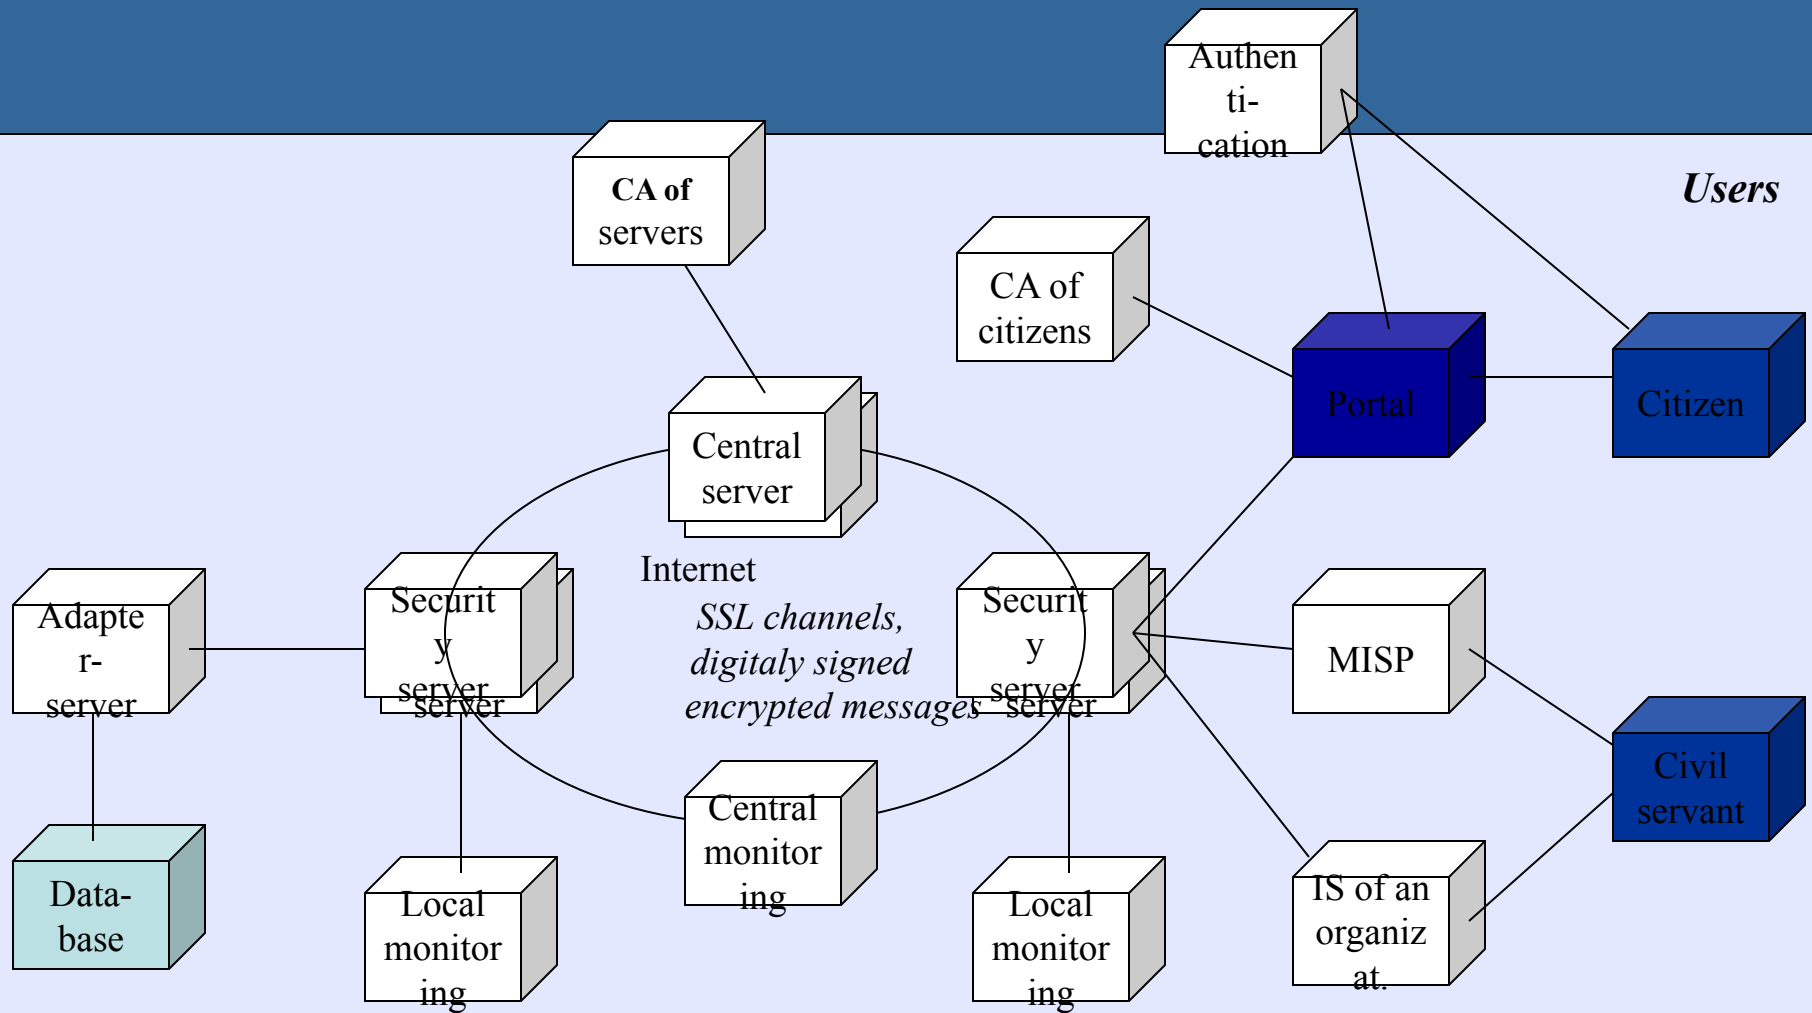 Authen
ti-
cation
Users
CA of
servers
CA of
citizens
Portal
Citizen
Central
server
Internet
SSL channels,
digitaly signed
encrypted messages
Adapte
r-
server
Securit
y
server
server
Securit
y
server
server
MISP
Civil
servant
Central
monitor
ing
Data-
base
Local
monitor
ing
Local
monitor
ing
IS of an
organiz
at.